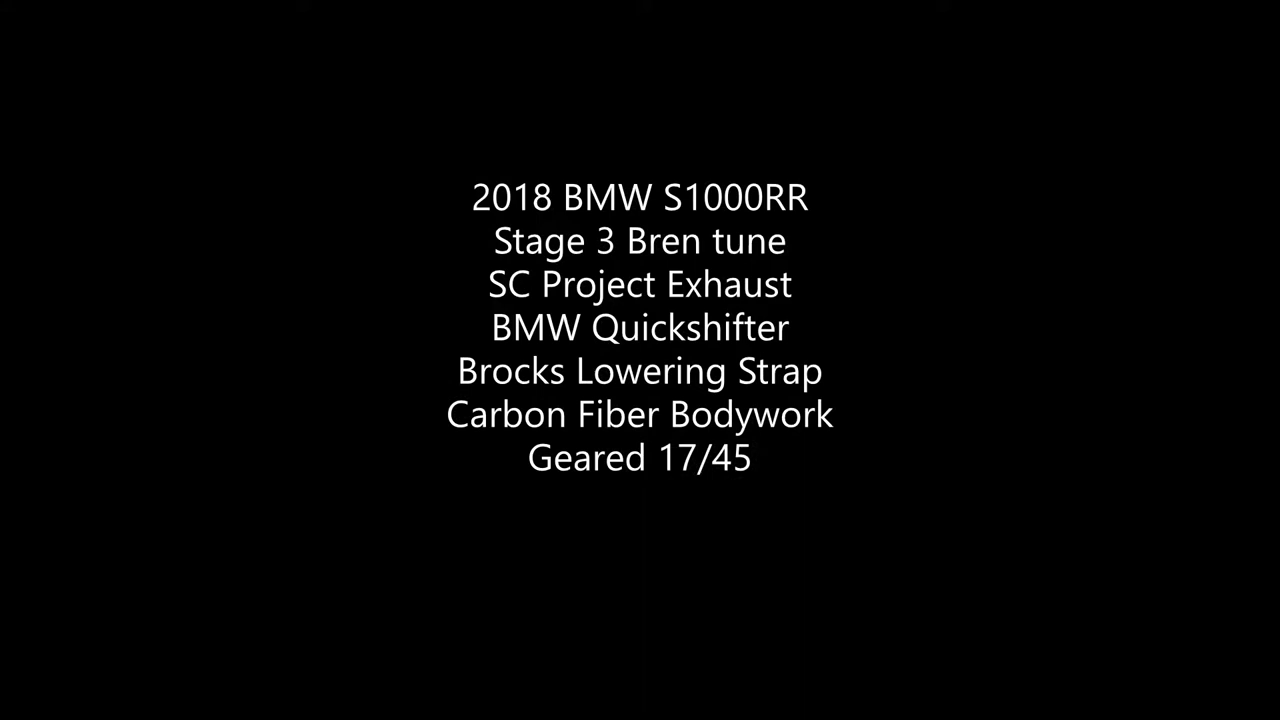 2018 BMW S1000RR
Stage 3 Bren tune
SC Project Exhaust
BMW Quickshifter
Brocks Lowering Strap
Carbon Fiber Bodywork
Geared 17/45